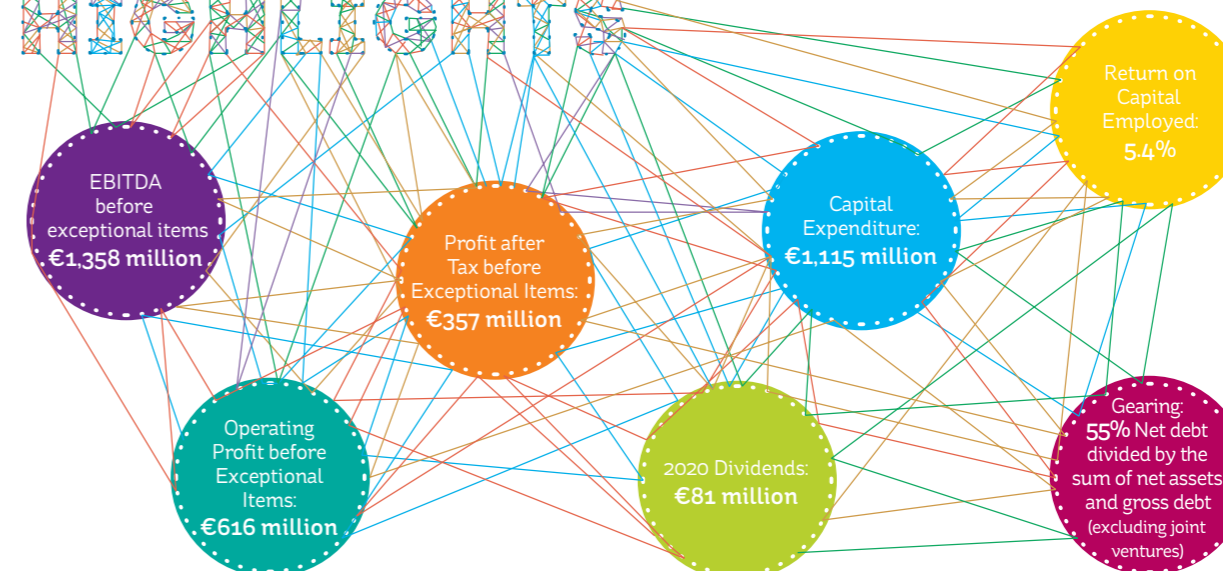 HIGHLIGHTS
EBITDA
before
exceptional items
€1,358 million
Profit after
Tax before
Exceptional Items:
€357 million
Capital
Expenditure:
€1,115 million
Return on
Capital
Employed:
5.4%
Operating
Profit before
Exceptional
Items:
€616 million
2020 Dividends:
€81 million
Gearing:
55% Net debt
divided by the
sum of net assets
and gross debt
(excluding joint
ventures)